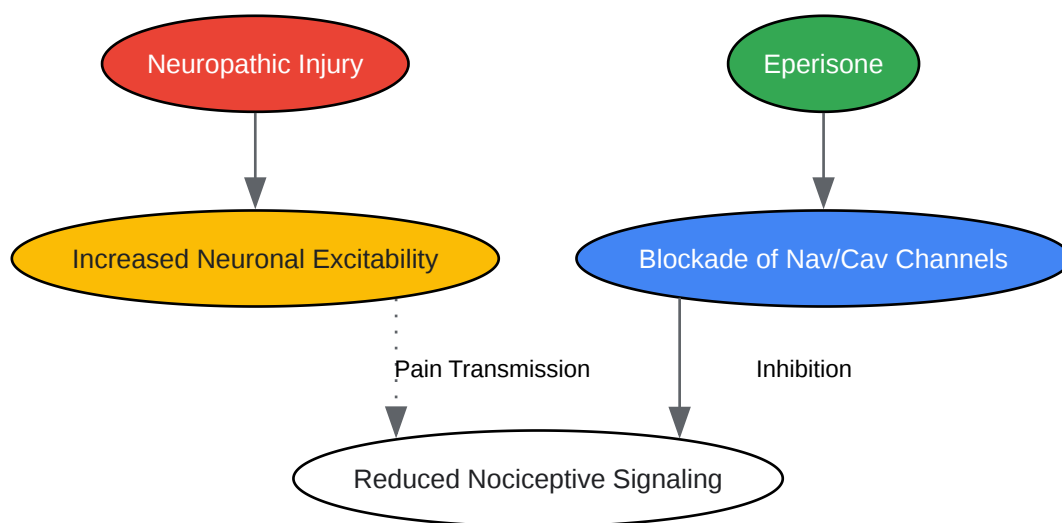 Neuropathic Injury
Eperisone
Increased Neuronal Excitability
Blockade of Nav/Cav Channels
Pain Transmission
Inhibition
Reduced Nociceptive Signaling